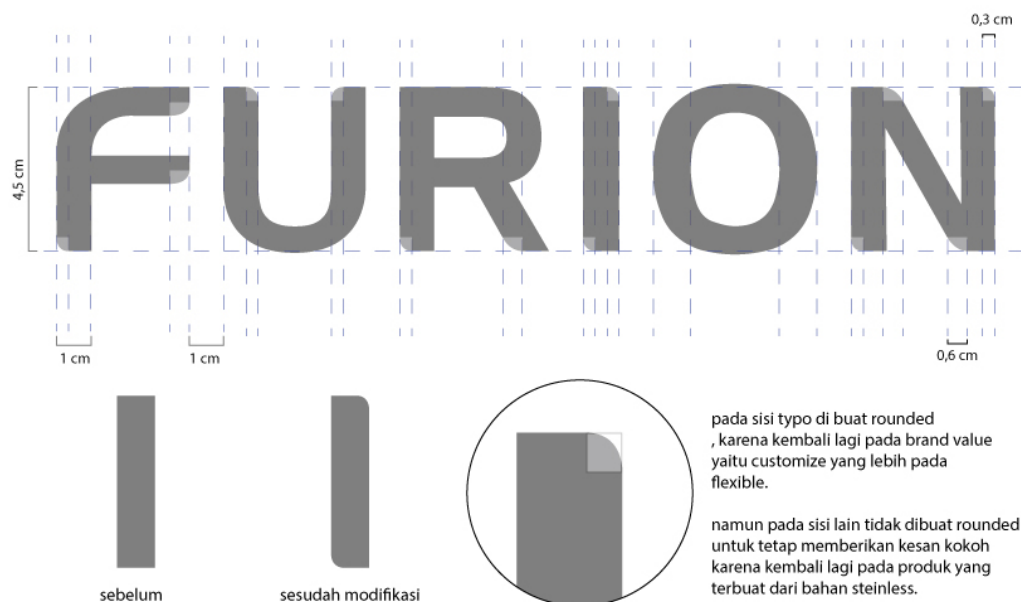 0,3 cm
FURION
4,5 cm
1 cm
1 cm
0,6 cm
pada sisi typo di buat rounded
, karena kembali lagi pada brand value
yaitu customize yang lebih pada
flexible.
namun pada sisi lain tidak dibuat rounded
untuk tetap memberikan kesan kokoh
karena kembali lagi pada produk yang
terbuat dari bahan steinless.
sebelum
sesudah modifikasi